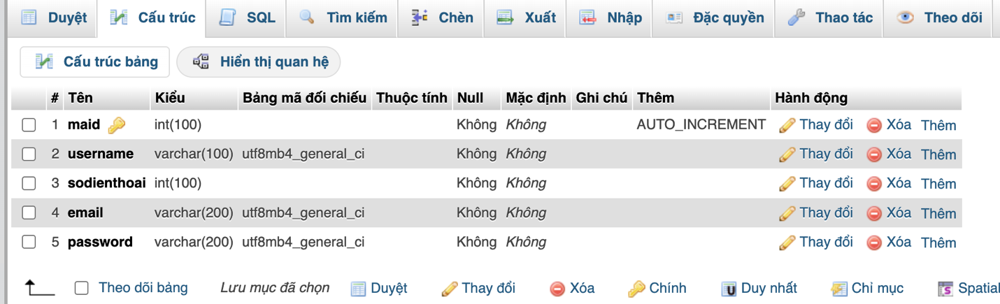 Duyệt Cấu trúc SQL Tìm kiếm Chèn Xuất Nhập Đặc quyền Thao tác Theo dõi
Cấu trúc bảng Hiển thị quan hệ
# Tên Kiểu Bảng mã đối chiếu Thuộc tính Null Mặc định Ghi chú Thêm Hành động
1 maid int(100) Không Không AUTO_INCREMENT Thay đổi Xóa Thêm
2 username varchar(100) utf8mb4_general_ci Không Không Thay đổi Xóa Thêm
3 sodienthoai int(100) Không Không Thay đổi Xóa Thêm
4 email varchar(200) utf8mb4_general_ci Không Không Thay đổi Xóa Thêm
5 password varchar(200) utf8mb4_general_ci Không Không Thay đổi Xóa Thêm
Theo dõi bảng Lưu mục đã chọn Duyệt Thay đổi Xóa Chính U Duy nhất Chỉ mục S Spatial